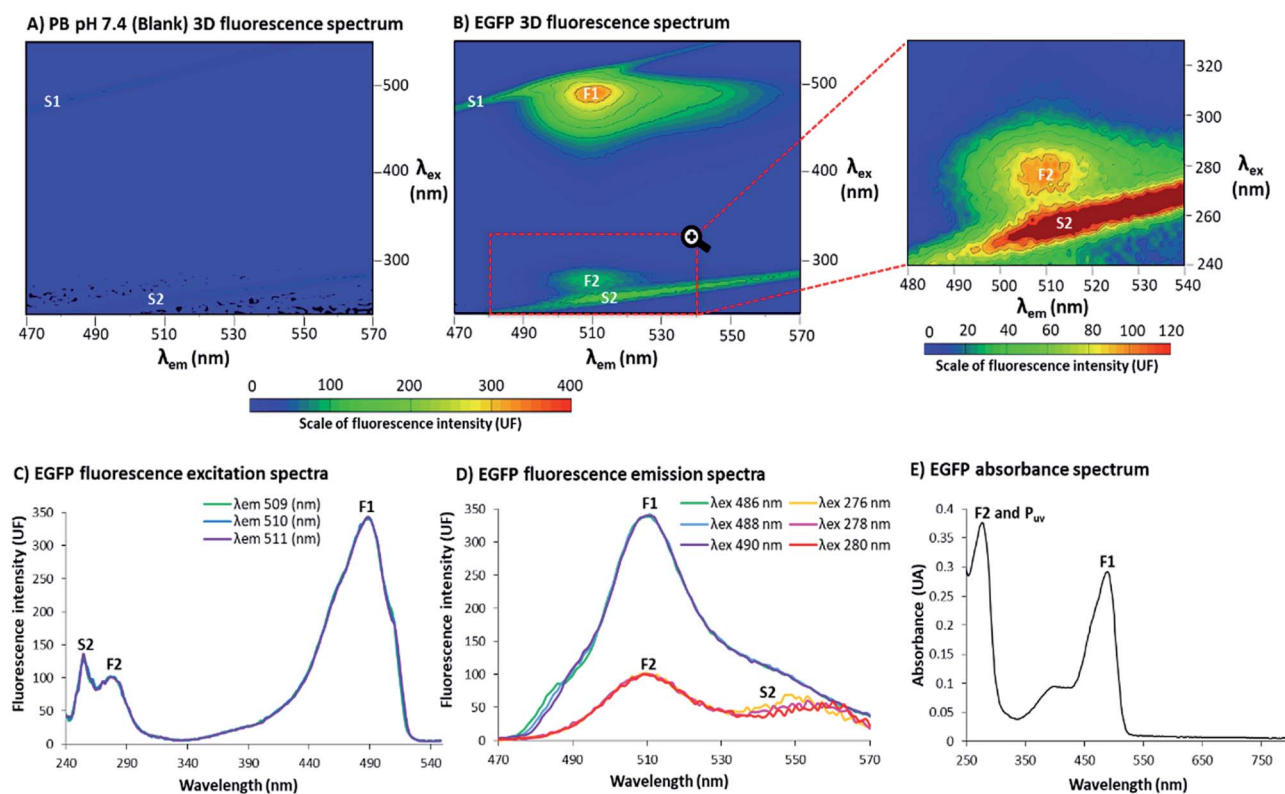 A) PB pH 7.4 (Blank) 3D fluorescence spectrum
S1
S2
500
400
300
λex
(nm)
470 490 510 530 550 570
λem (nm)
B) EGFP 3D fluorescence spectrum
S1
F1
F2
S2
500
400
300
λex
(nm)
470 490 510 530 550 570
λem (nm)
F2
S2
320
300
280
260
240
λex
(nm)
480 490 500 510 520 530 540
λem (nm)
0 20 40 60 80 100 120
Scale of fluorescence intensity (UF)
0 100 200 300 400
Scale of fluorescence intensity (UF)
C) EGFP fluorescence excitation spectra
λem 509 (nm)
λem 510 (nm)
λem 511 (nm)
F1
S2
F2
Fluorescence intensity (UF)
350
300
250
200
150
100
50
0
240 290 340 390 440 490 540
Wavelength (nm)
D) EGFP fluorescence emission spectra
F1
λex 486 nm
λex 488 nm
λex 490 nm
λex 276 nm
λex 278 nm
λex 280 nm
F2
S2
Fluorescence intensity (UF)
350
300
250
200
150
100
50
0
470 490 510 530 550 570
Wavelength (nm)
E) EGFP absorbance spectrum
F2 and Puv
F1
Absorbance (UA)
0.4
0.35
0.3
0.25
0.2
0.15
0.1
0.05
0
250 350 450 550 650 750
Wavelength (nm)